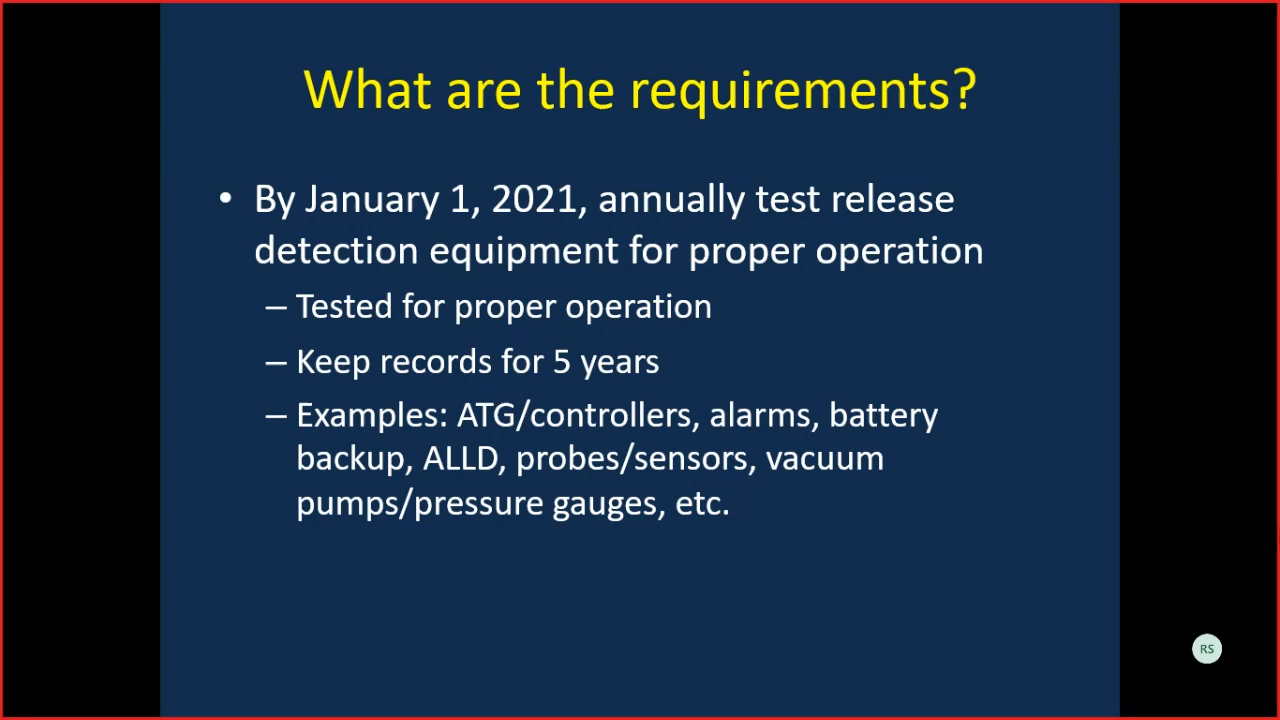 What are the requirements?
• By January 1, 2021, annually test release
detection equipment for proper operation
– Tested for proper operation
– Keep records for 5 years
– Examples: ATG/controllers, alarms, battery
backup, ALLD, probes/sensors, vacuum
pumps/pressure gauges, etc.
RS